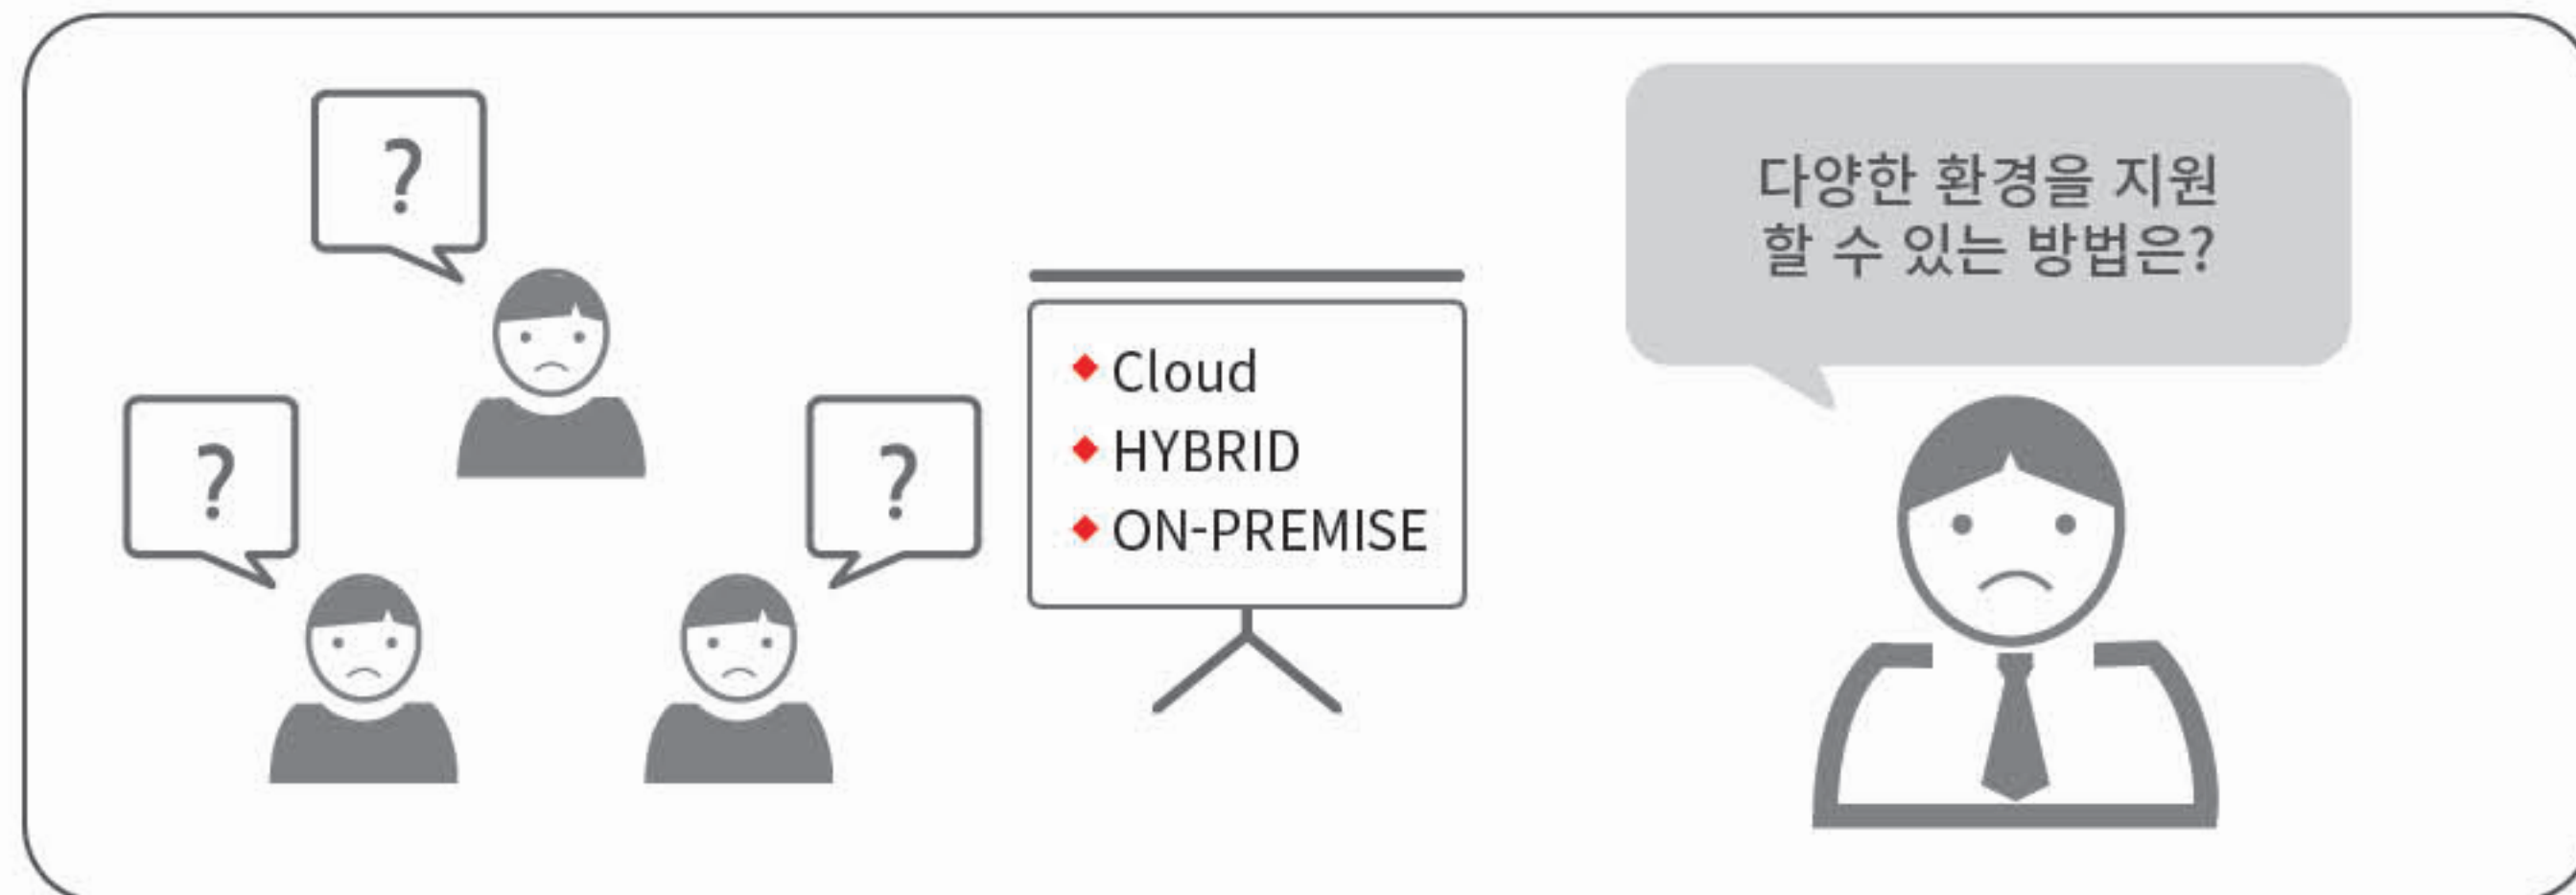 ?
?
?
Cloud
HYBRID
ON-PREMISE
다양한 환경을 지원
할 수 있는 방법은?